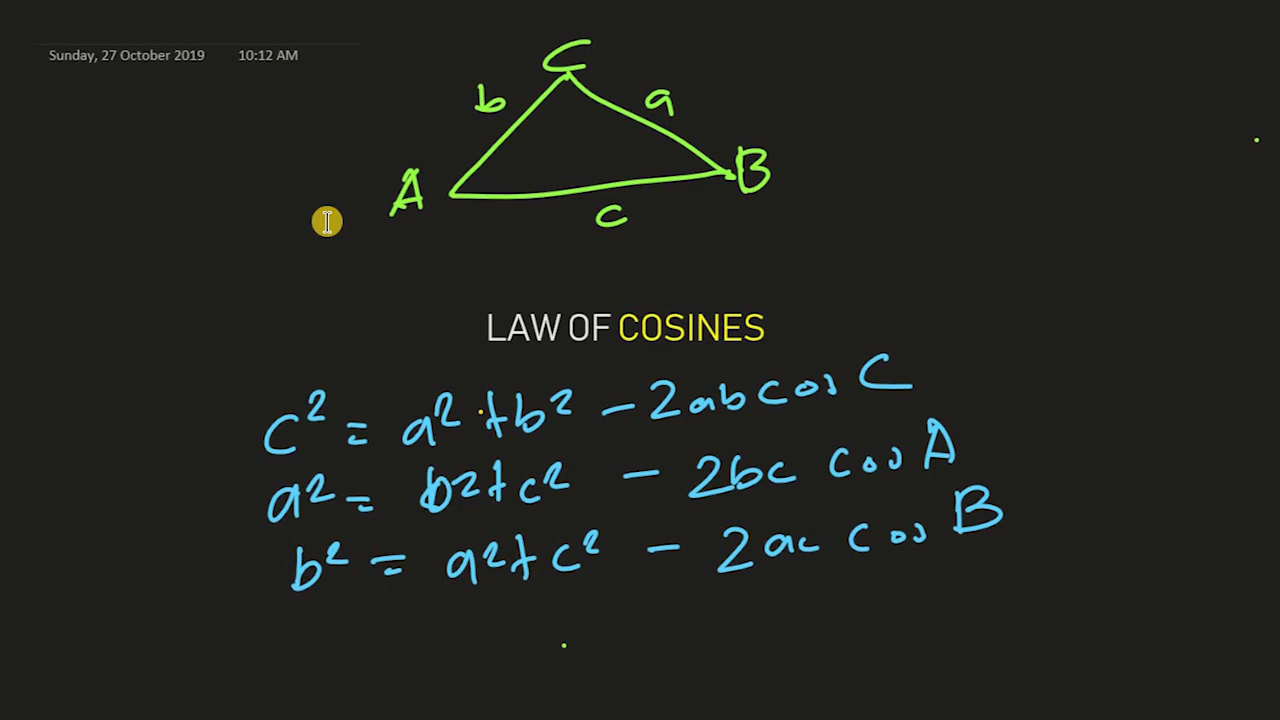 Sunday, 27 October 2019 10:12 AM
C
b a
A B
c
LAW OF COSINES
c² = a² + b² - 2ab cos C
a² = b² + c² - 2bc cos A
b² = a² + c² - 2ac cos B